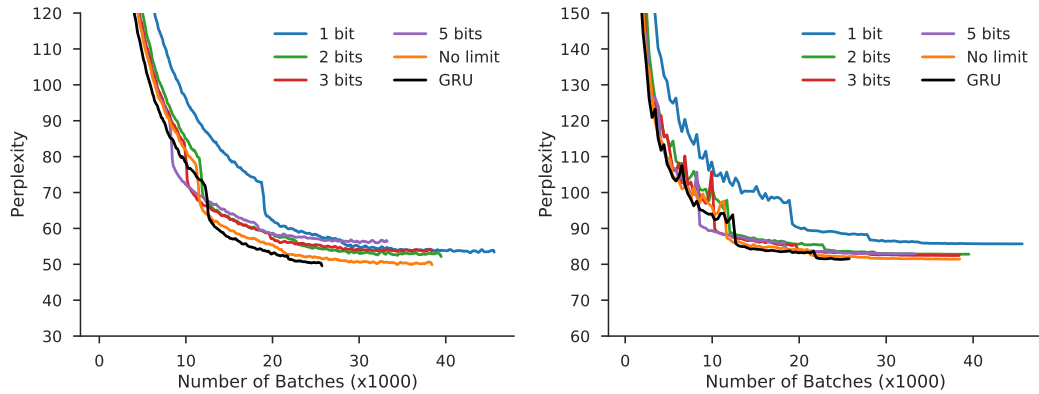 120
110
100
90
80
70
60
50
40
30
Perplexity
0 10 20 30 40
Number of Batches (x1000)
1 bit 5 bits
2 bits No limit
3 bits GRU
150
140
130
120
110
100
90
80
70
60
Perplexity
0 10 20 30 40
Number of Batches (x1000)
1 bit 5 bits
2 bits No limit
3 bits GRU